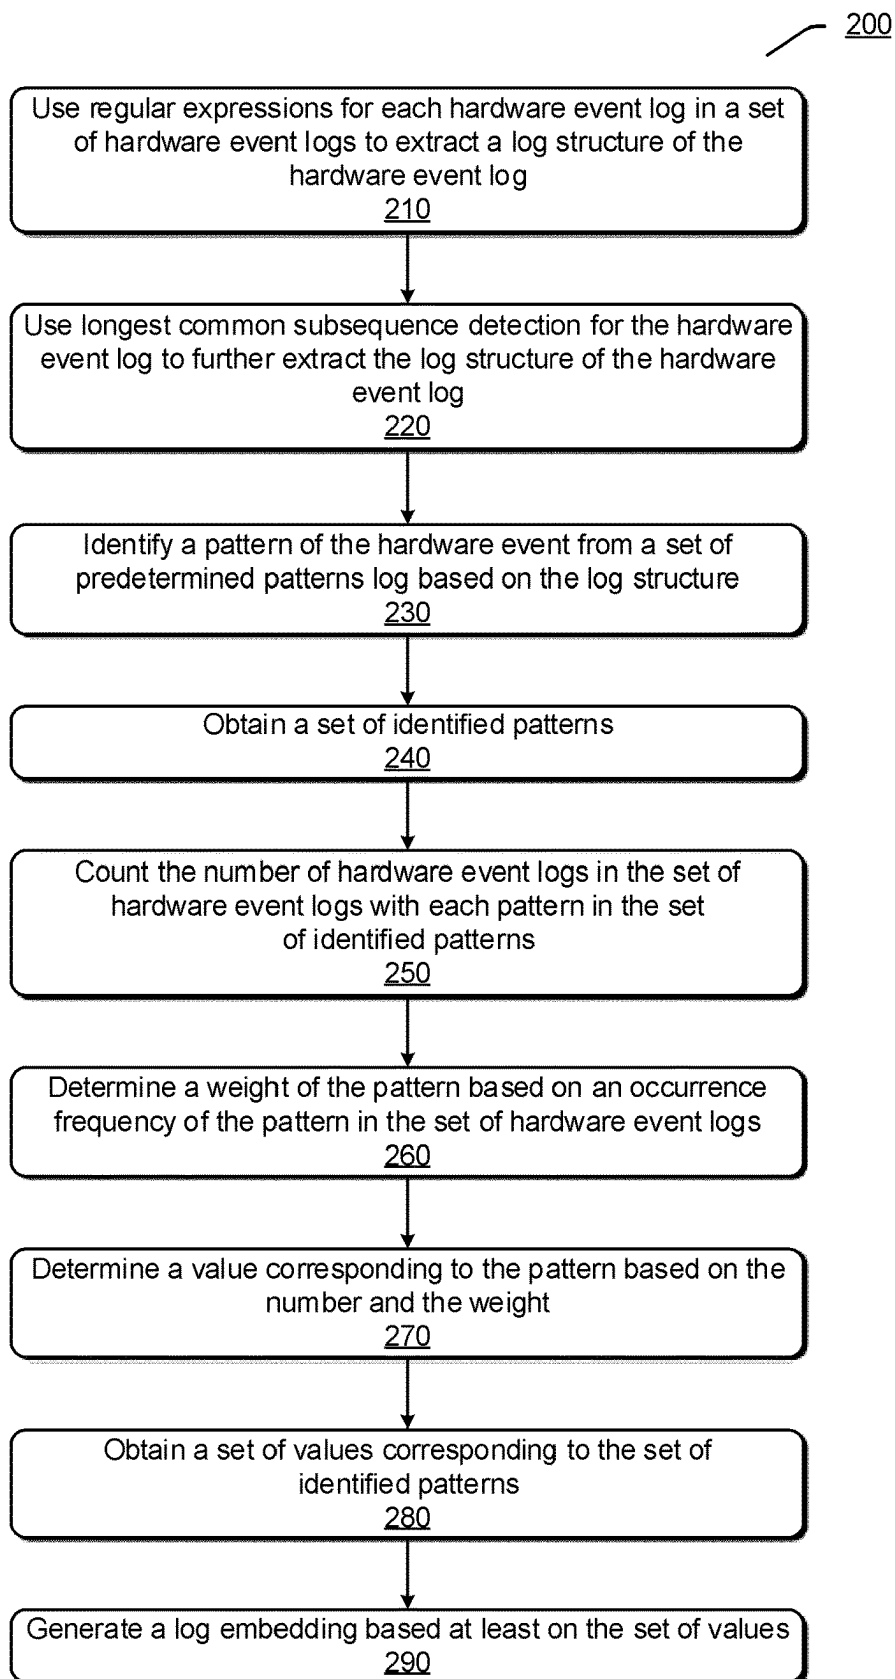 200
Use regular expressions for each hardware event log in a set
of hardware event logs to extract a log structure of the
hardware event log
210
Use longest common subsequence detection for the hardware
event log to further extract the log structure of the hardware
event log
220
Identify a pattern of the hardware event from a set of
predetermined patterns log based on the log structure
230
Obtain a set of identified patterns
240
Count the number of hardware event logs in the set of
hardware event logs with each pattern in the set
of identified patterns
250
Determine a weight of the pattern based on an occurrence
frequency of the pattern in the set of hardware event logs
260
Determine a value corresponding to the pattern based on the
number and the weight
270
Obtain a set of values corresponding to the set of
identified patterns
280
Generate a log embedding based at least on the set of values
290